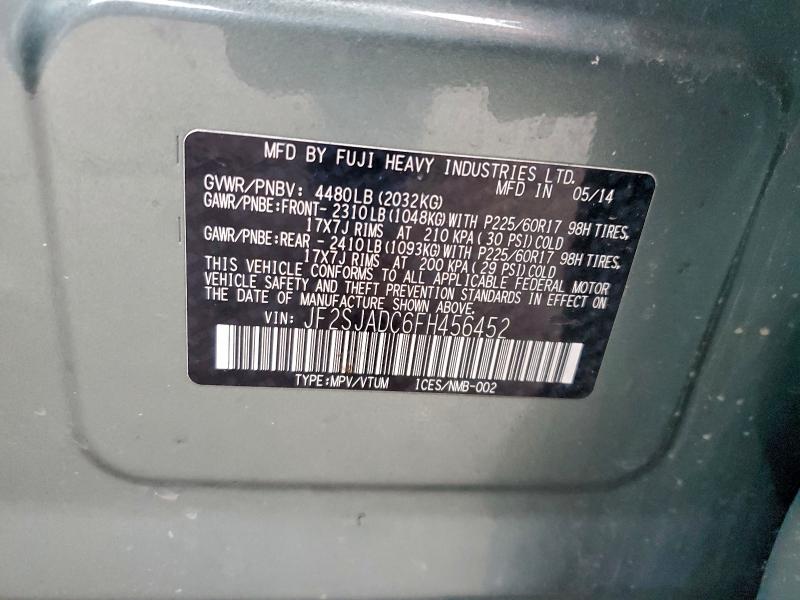 MFD BY FUJI HEAVY INDUSTRIES LTD.
MFD IN 05/14
GVWR/PNBV: 4480LB(2032KG)
GAWR/PNBE:FRONT- 2310LB(1048KG)WITH P225/60R17 98H TIRES,
17X7J RIMS AT 210 KPA( 30 PSI)COLD
GAWR/PNBE:REAR - 2410LB(1093KG)WITH P225/60R17 98H TIRES,
17X7J RIMS AT 200 KPA( 29 PSI)COLD
THIS VEHICLE CONFORMS TO ALL APPLICABLE FEDERAL MOTOR
VEHICLE SAFETY AND THEFT PREVENTION STANDARDS IN EFFECT ON
THE DATE OF MANUFACTURE SHOWN ABOVE.
VIN: JF2SJADC6FH456452
TYPE:MPV/VTUM ICES/NMB-002